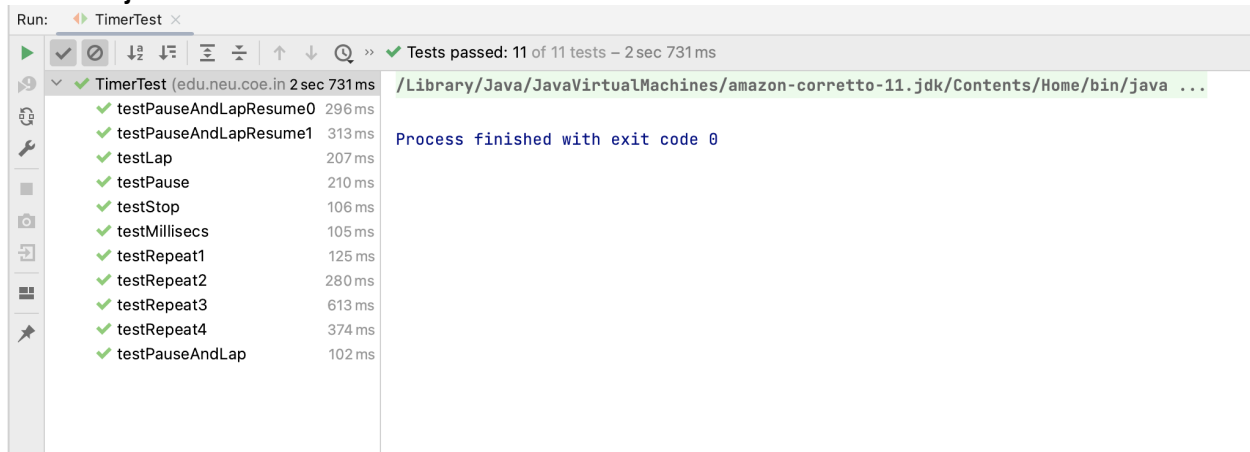 Run: TimerTest
Tests passed: 11 of 11 tests – 2 sec 731 ms
TimerTest (edu.neu.coe.in 2 sec 731 ms
testPauseAndLapResume0 296 ms
testPauseAndLapResume1 313 ms
testLap 207 ms
testPause 210 ms
testStop 106 ms
testMillisecs 105 ms
testRepeat1 125 ms
testRepeat2 280 ms
testRepeat3 613 ms
testRepeat4 374 ms
testPauseAndLap 102 ms
/Library/Java/JavaVirtualMachines/amazon-corretto-11.jdk/Contents/Home/bin/java ...
Process finished with exit code 0